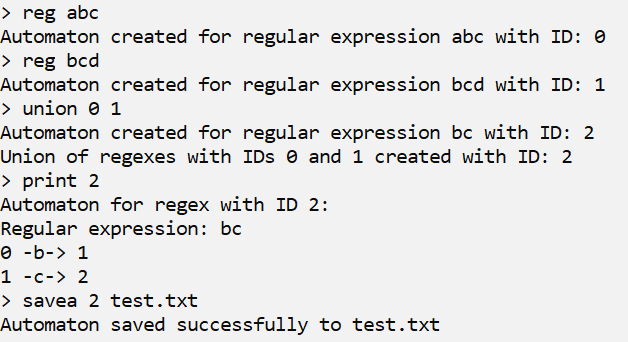 > reg abc
Automaton created for regular expression abc with ID: 0
> reg bcd
Automaton created for regular expression bcd with ID: 1
> union 0 1
Automaton created for regular expression bc with ID: 2
Union of regexes with IDs 0 and 1 created with ID: 2
> print 2
Automaton for regex with ID 2:
Regular expression: bc
0 -b-> 1
1 -c-> 2
> savea 2 test.txt
Automaton saved successfully to test.txt